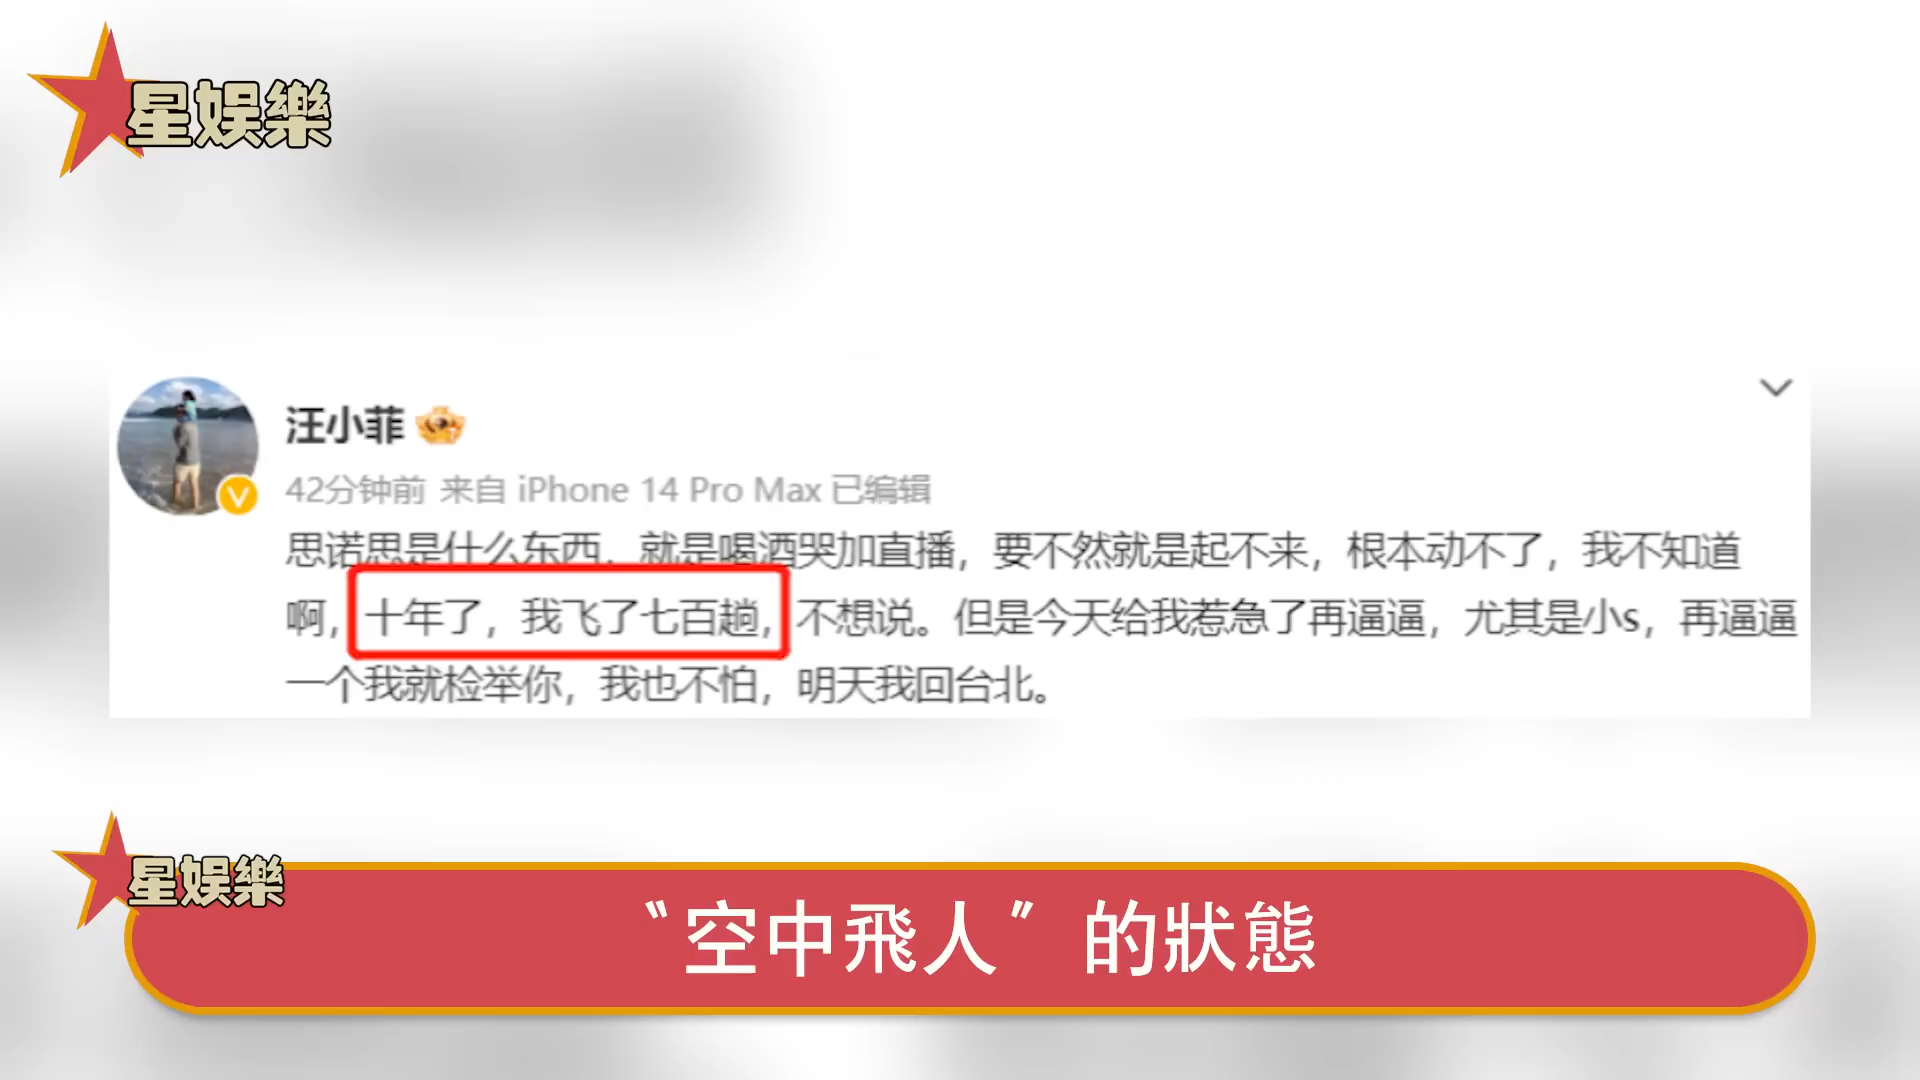 星娱樂
汪小菲
42分钟前 来自 iPhone 14 Pro Max 已编辑
思诺思是什么东西，就是喝酒哭加直播，要不然就是起不来，根本动不了，我不知道
啊，十年了，我飞了七百趟，不想说。但是今天给我惹急了再逼逼，尤其是小s，再逼逼
一个我就检举你，我也不怕，明天我回台北。
星娱樂
“空中飛人”的狀態